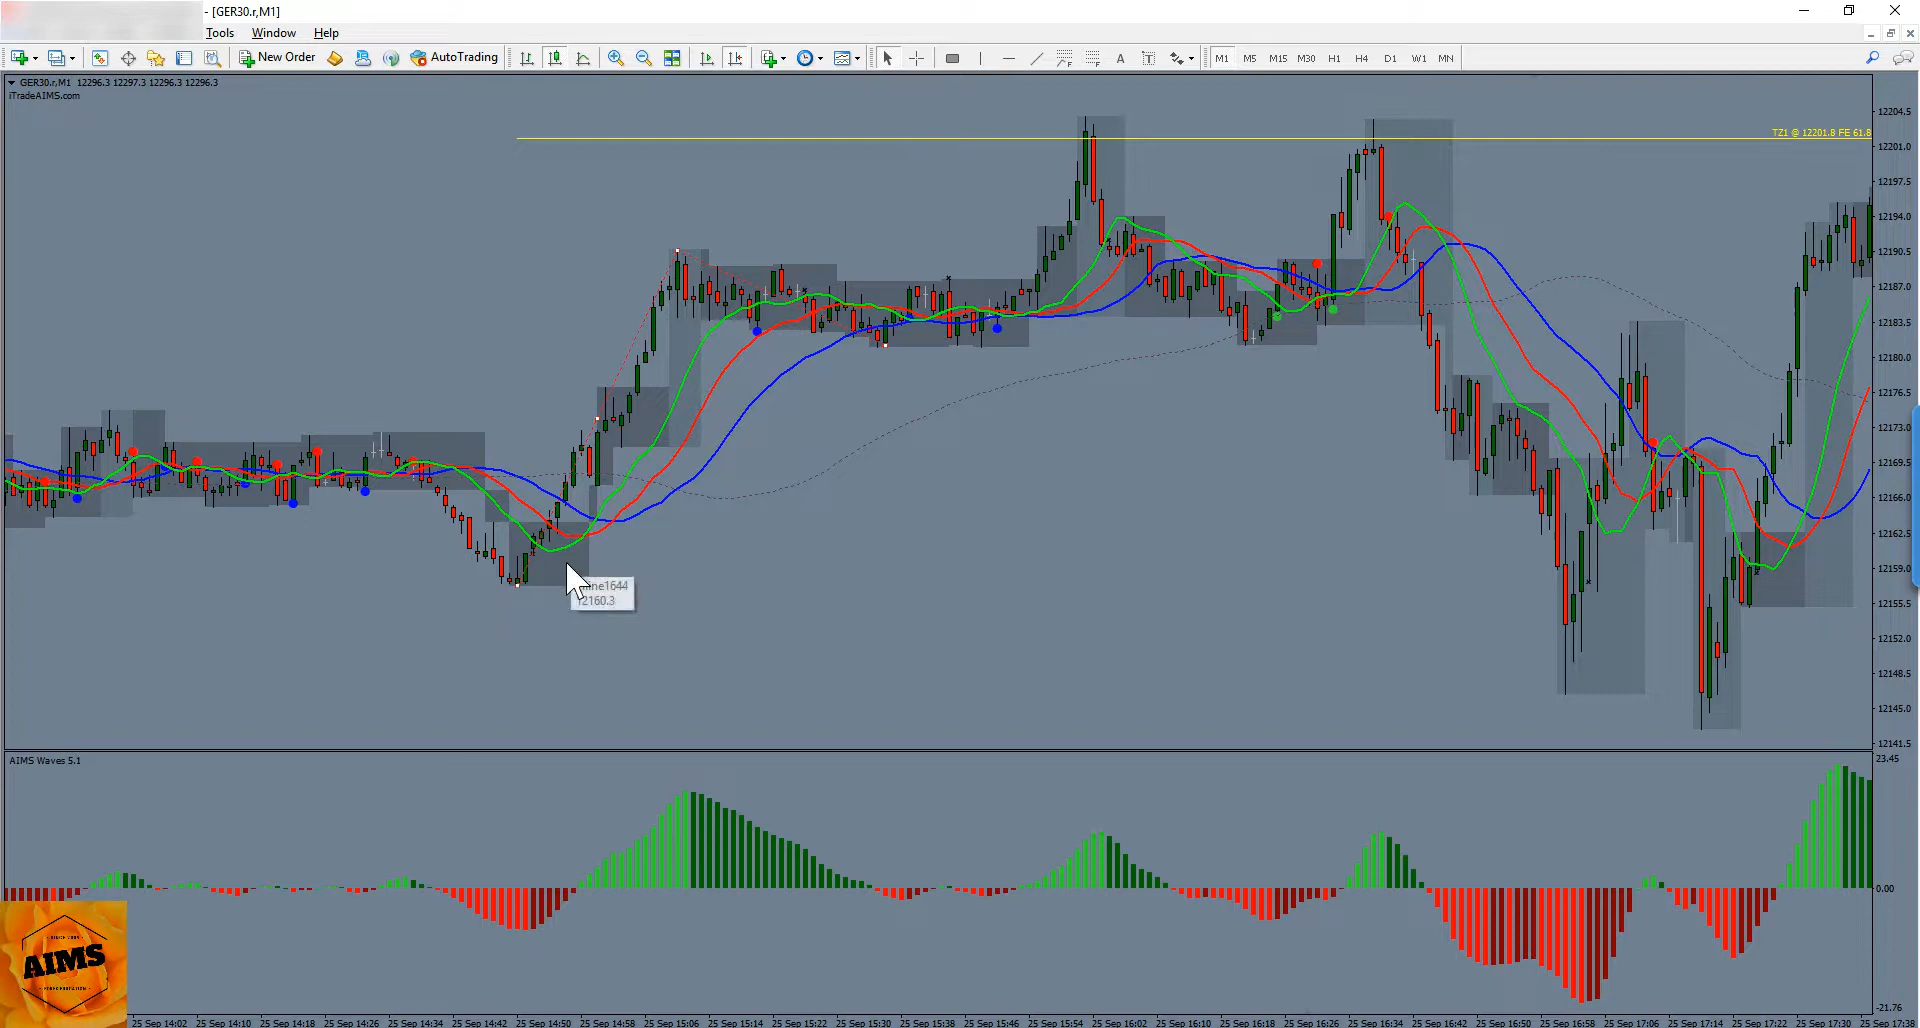 - [GER30.r,M1]
Tools Window Help
New Order AutoTrading A T M1 M5 M15 M30 H1 H4 D1 W1 MN
GER30.r,M1 12296.3 12297.3 12296.3 12296.3
iTradeAIMS.com
TZ1 @ 12201.8 FE 61.8
12204.5
12201.0
12197.5
12194.0
12190.5
12187.0
12183.5
12180.0
12176.5
12173.0
12169.5
12166.0
12162.5
12159.0
12155.5
12152.0
12148.5
12145.0
12141.5
ine1644
2160.3
AIMS Waves 5.1
23.45
0.00
-21.76
AIMS
25 Sep 14:02 25 Sep 14:10 25 Sep 14:18 25 Sep 14:26 25 Sep 14:34 25 Sep 14:42 25 Sep 14:50 25 Sep 14:58 25 Sep 15:06 25 Sep 15:14 25 Sep 15:22 25 Sep 15:30 25 Sep 15:38 25 Sep 15:46 25 Sep 15:54 25 Sep 16:02 25 Sep 16:10 25 Sep 16:18 25 Sep 16:26 25 Sep 16:34 25 Sep 16:42 25 Sep 16:50 25 Sep 16:58 25 Sep 17:06 25 Sep 17:14 25 Sep 17:22 25 Sep 17:30 25 Sep 17:38